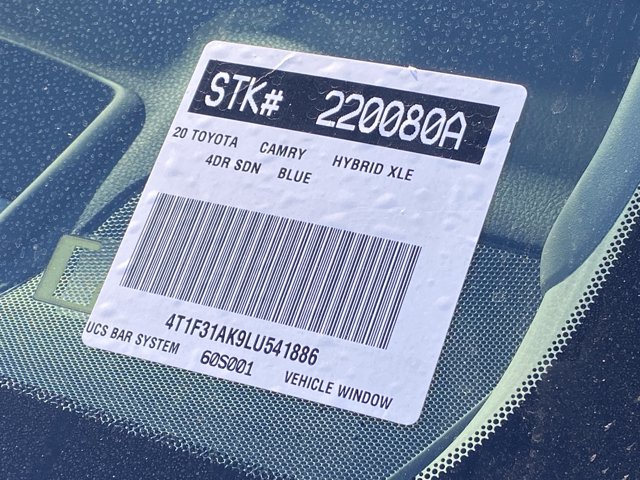 STK# 220080A
20 TOYOTA CAMRY HYBRID XLE
4DR SDN BLUE
4T1F31AK9LU541886
UCS BAR SYSTEM 60S001 VEHICLE WINDOW